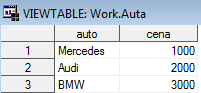 VIEWTABLE: Work.Auta
auto cena
1 Mercedes 1000
2 Audi 2000
3 BMW 3000